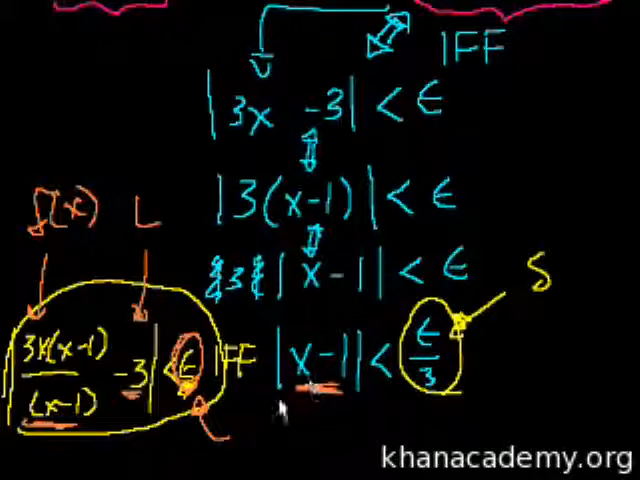 IFF
|3x -3| < ε
|3(x-1)| < ε
f(x) L
|3| |x-1| < ε δ
|3x(x-1)/(x-1) -3| < ε IFF |x-1| < ε/3
khanacademy.org